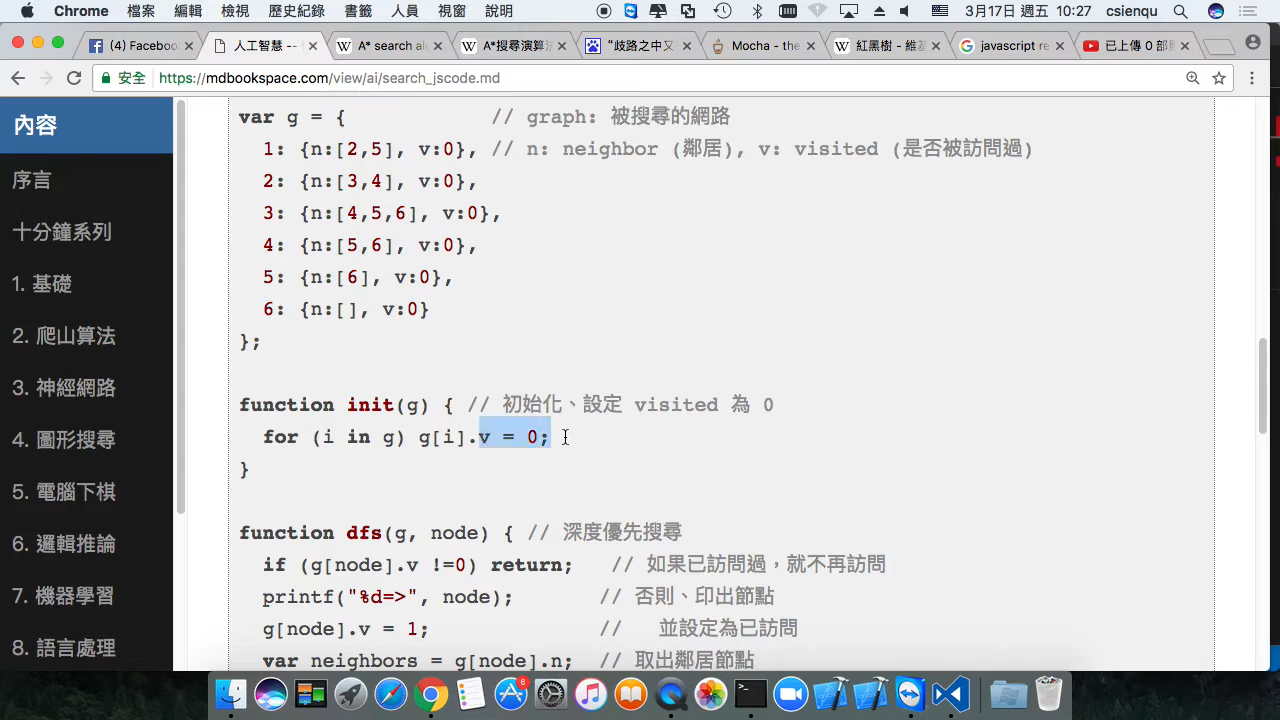 Chrome 檔案 編輯 檢視 歷史紀錄 書籤 人員 視窗 說明 3月17日 週五 10:27 csienqu
(4) Faceboo 人工智慧 -- A* search alg A*搜尋演算 “歧路之中又 Mocha - the 紅黑樹 - 維基 javascript re 已上傳 0 部影
安全 https://mdbookspace.com/view/ai/search_jscode.md
內容
序言
十分鐘系列
1. 基礎
2. 爬山算法
3. 神經網路
4. 圖形搜尋
5. 電腦下棋
6. 邏輯推論
7. 機器學習
8. 語言處理
var g = { // graph: 被搜尋的網路
1: {n:[2,5], v:0}, // n: neighbor (鄰居), v: visited (是否被訪問過)
2: {n:[3,4], v:0},
3: {n:[4,5,6], v:0},
4: {n:[5,6], v:0},
5: {n:[6], v:0},
6: {n:[], v:0}
};
function init(g) { // 初始化、設定 visited 為 0
for (i in g) g[i].v = 0;
}
function dfs(g, node) { // 深度優先搜尋
if (g[node].v !=0) return; // 如果已訪問過，就不再訪問
printf("%d=>", node); // 否則、印出節點
g[node].v = 1; // 並設定為已訪問
var neighbors = g[node].n; // 取出鄰居節點
6